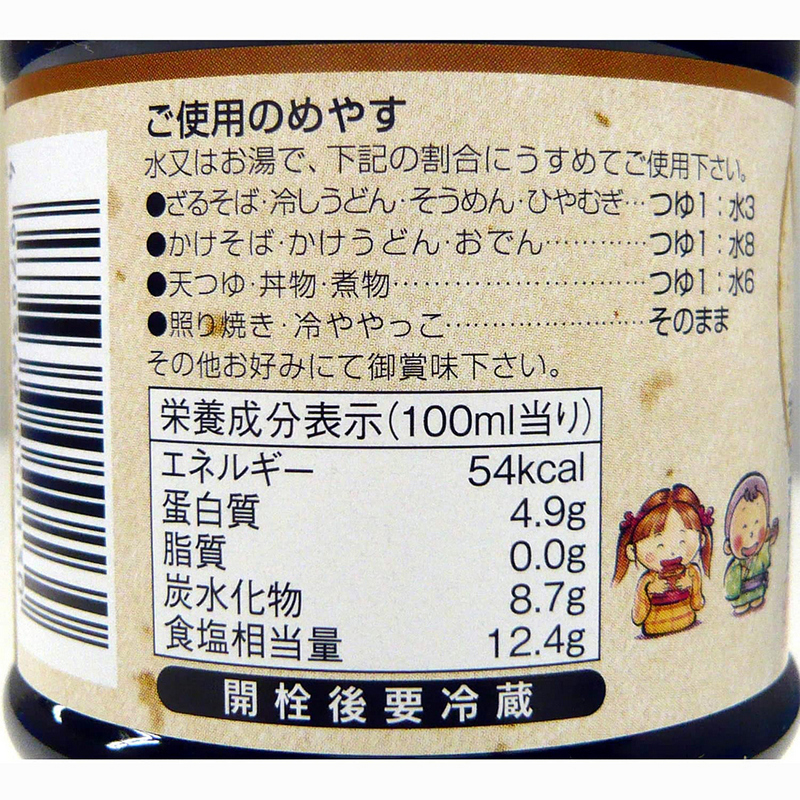 ご使用のめやす
水又はお湯で、下記の割合にうすめてご使用下さい。
●ざるそば・冷しうどん・そうめん・ひやむぎ…つゆ1：水3
●かけそば・かけうどん・おでん…………つゆ1：水8
●天つゆ・丼物・煮物……………………つゆ1：水6
●照り焼き・冷ややっこ…………………そのまま
その他お好みにて御賞味下さい。
栄養成分表示(100ml当り)
エネルギー 54kcal
蛋白質 4.9g
脂質 0.0g
炭水化物 8.7g
食塩相当量 12.4g
開栓後要冷蔵